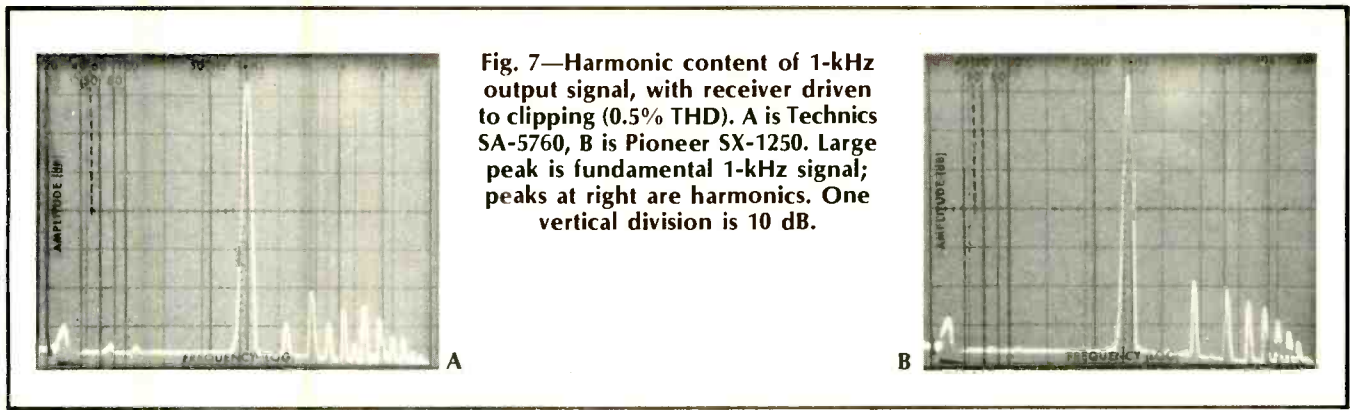 Fig. 7—Harmonic content of 1-kHz
output signal, with receiver driven
to clipping (0.5% THD). A is Technics
SA-5760, B is Pioneer SX-1250. Large
peak is fundamental 1-kHz signal;
peaks at right are harmonics. One
vertical division is 10 dB.
AMPLITUDE (dB)
FREQUENCY LOG
A
AMPLITUDE (dB)
FREQUENCY LOG
B